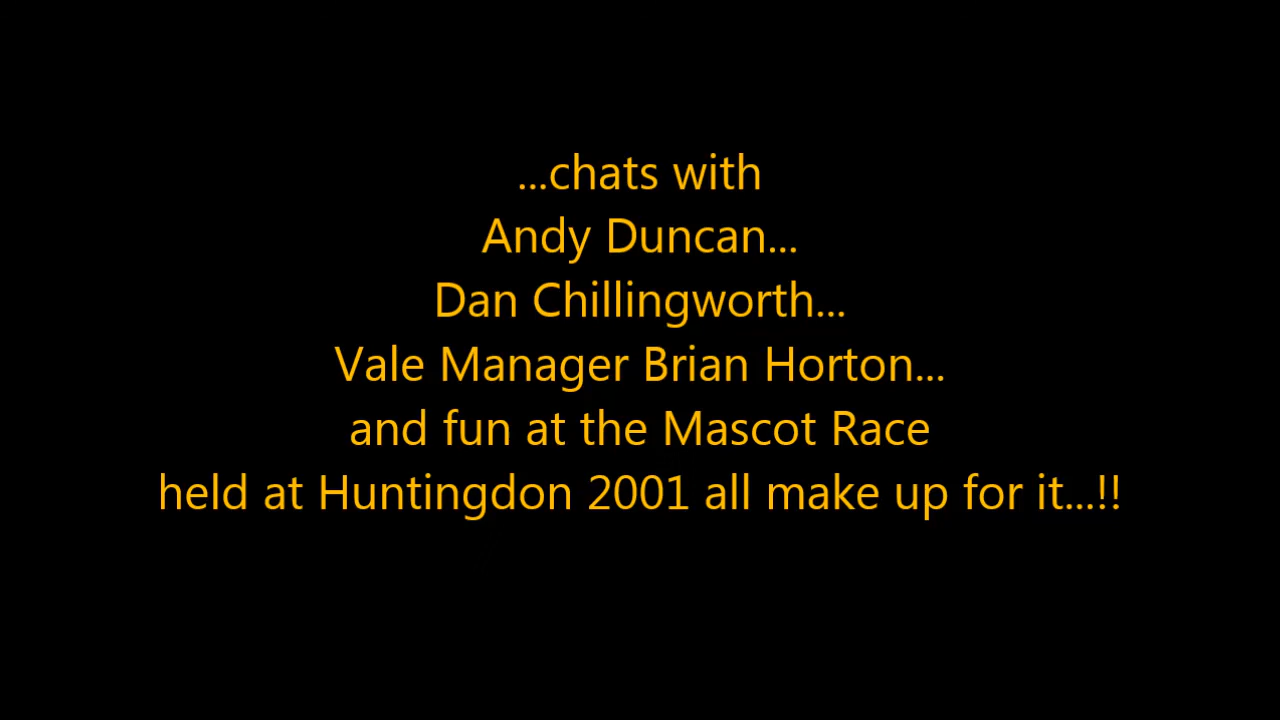 ...chats with
Andy Duncan...
Dan Chillingworth...
Vale Manager Brian Horton...
and fun at the Mascot Race
held at Huntingdon 2001 all make up for it...!!